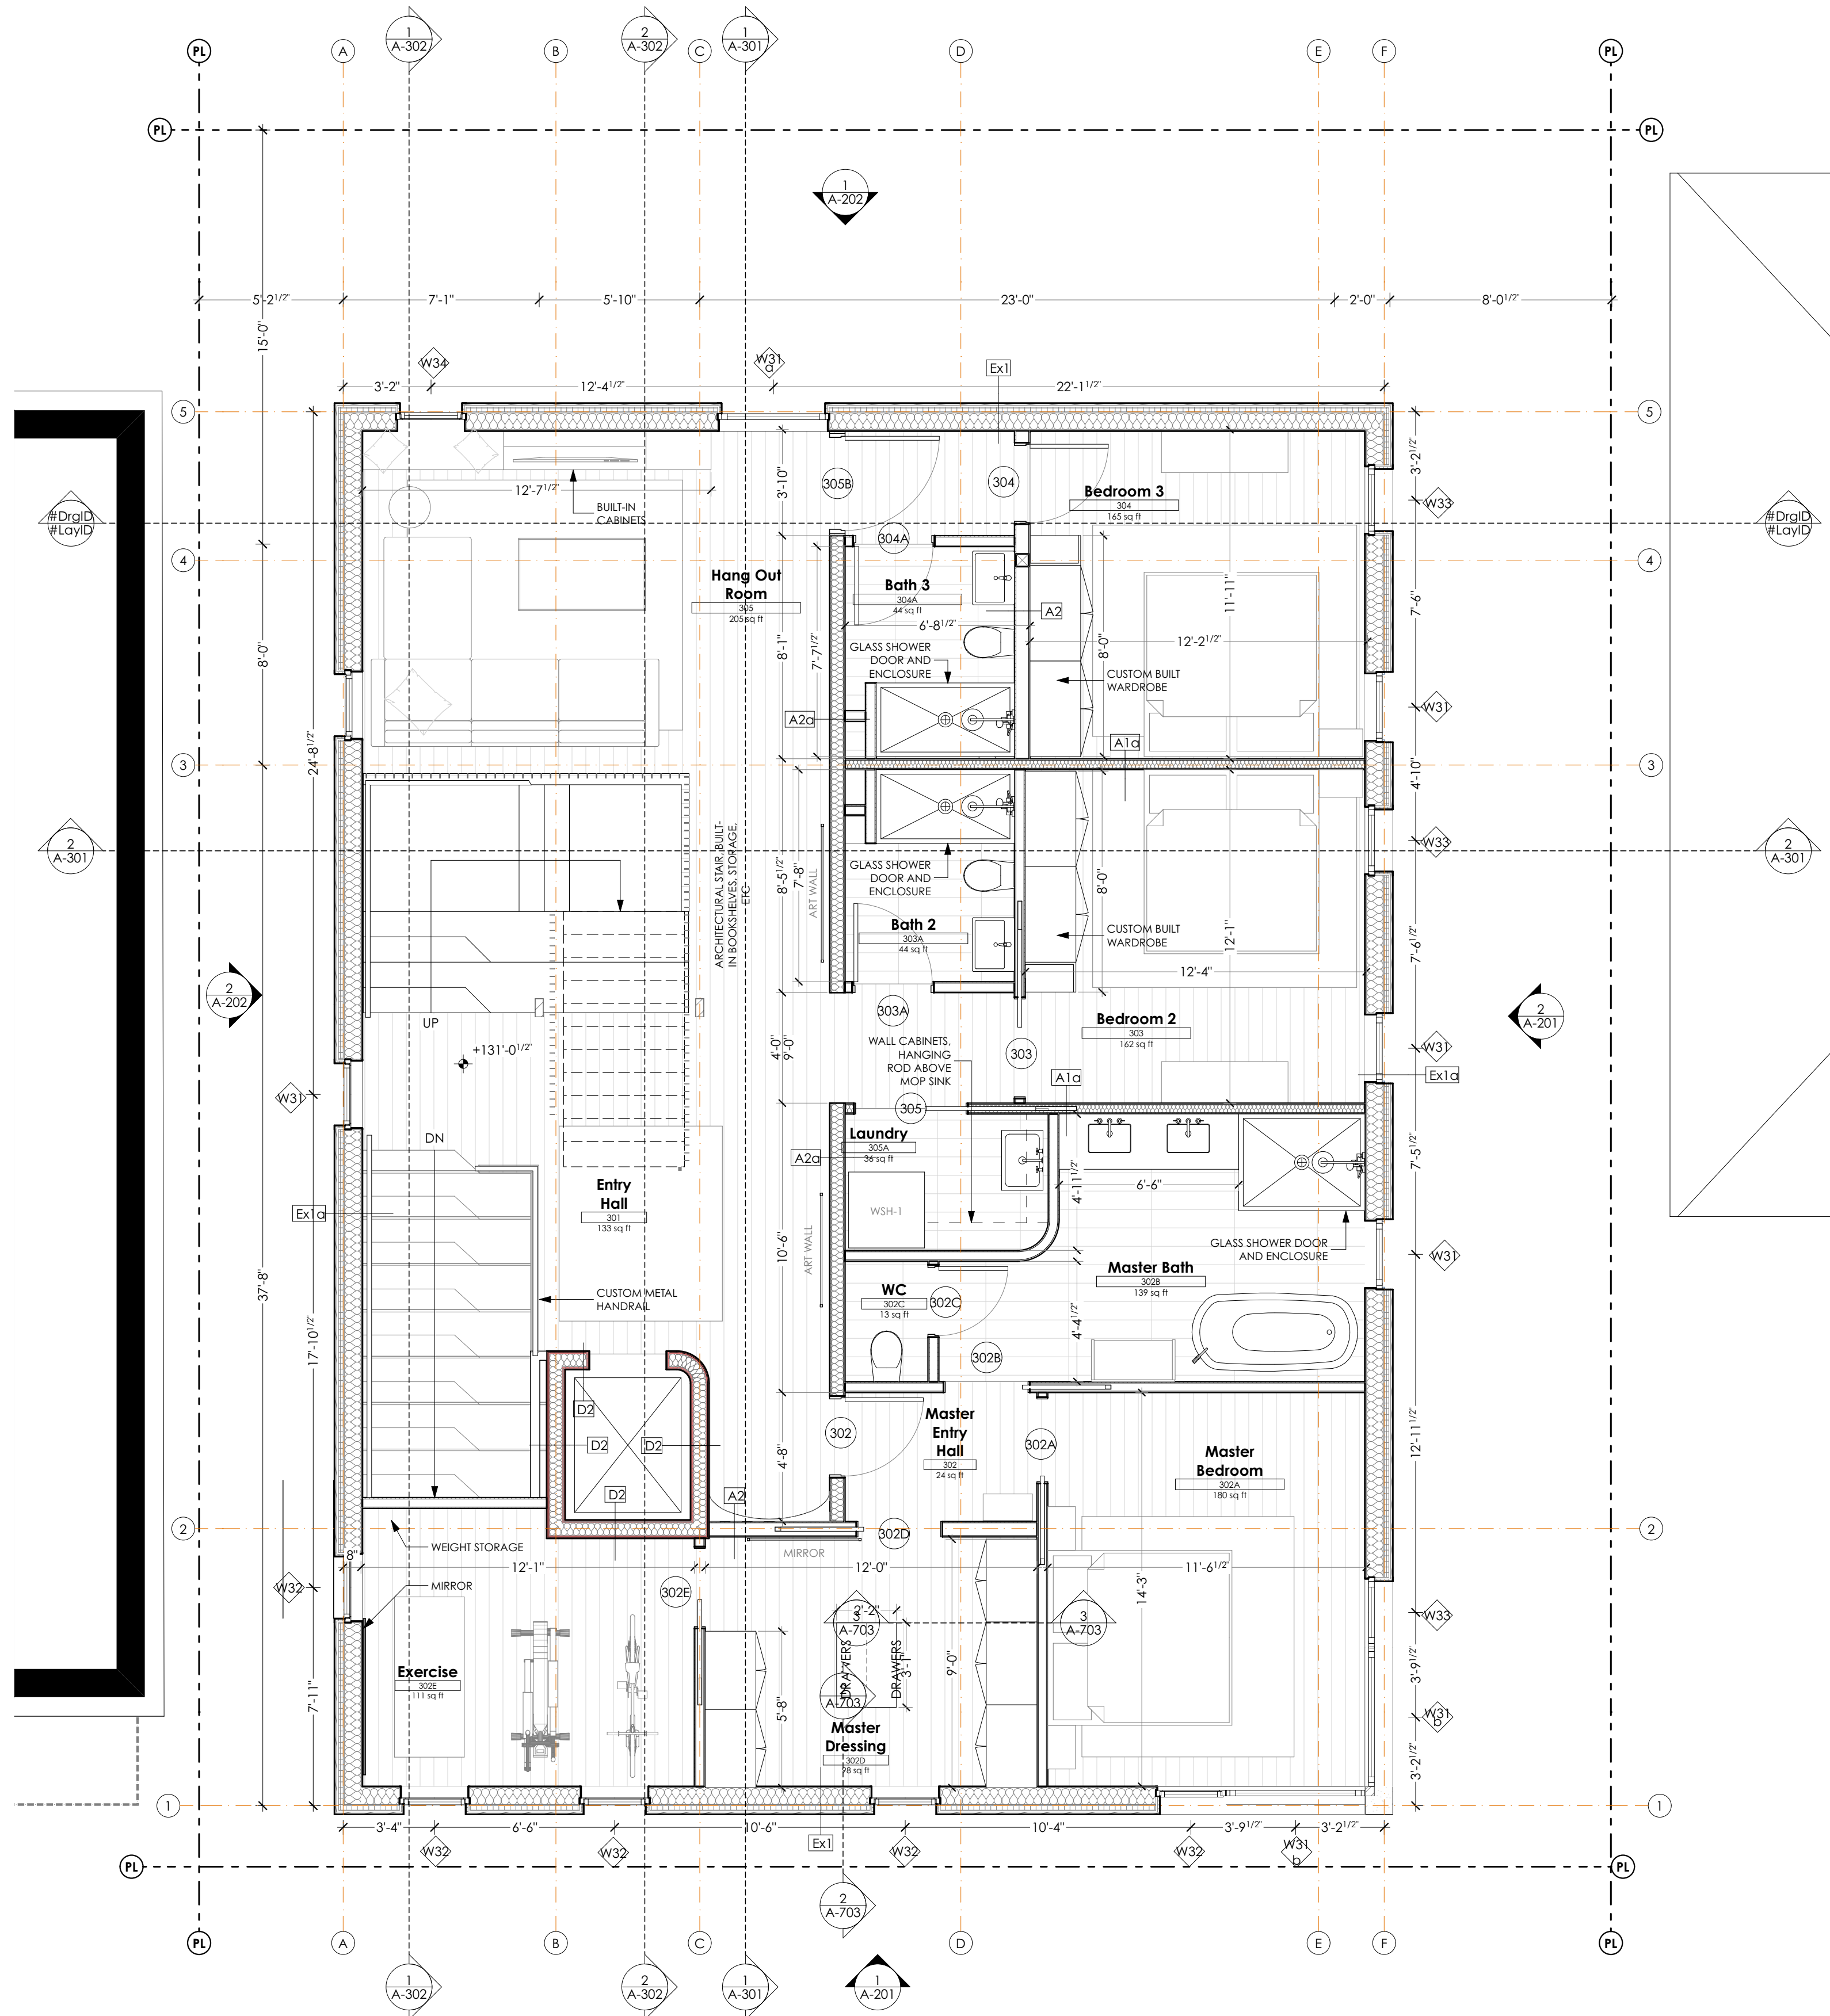 1
A-302
2
A-302
1
A-301
PL
A
B
C
D
E
F
PL
PL
PL
1
A-202
5'-2 1/2"
7'-1"
5'-10"
23'-0"
2'-0"
8'-0 1/2"
15'-0"
W34
W31
a
Ex1
3'-2"
12'-4 1/2"
22'-1 1/2"
5
5
3'-2 1/2"
3'-10"
305B
304
Bedroom 3
304
165 sq ft
12'-7 1/2"
BUILT-IN
CABINETS
W33
#DrgID
#LayID
#DrgID
#LayID
304A
4
4
Hang Out
Room
305
205 sq ft
Bath 3
304A
44 sq ft
A2
11'-11"
7'-6"
6'-8 1/2"
8'-0"
8'-1"
7'-7 1/2"
GLASS SHOWER
DOOR AND
ENCLOSURE
8'-0"
12'-2 1/2"
CUSTOM BUILT
WARDROBE
W31
A2a
A1a
24'-8 1/2"
3
3
4'-10"
ARCHITECTURAL STAIR, BUILT-
IN BOOKSHELVES, STORAGE,
ETC
W33
2
A-301
2
A-301
8'-5 1/2"
7'-8"
ART WALL
GLASS SHOWER
DOOR AND
ENCLOSURE
8'-0"
Bath 2
303A
44 sq ft
CUSTOM BUILT
WARDROBE
12'-1"
7'-6 1/2"
12'-4"
2
A-202
303A
2
A-201
UP
Bedroom 2
303
162 sq ft
+131'-0 1/2"
4'-0"
9'-0"
WALL CABINETS,
HANGING
ROD ABOVE
MOP SINK
303
W31
Ex1a
A1a
W31
305
DN
Laundry
305A
36 sq ft
A2a
7'-5 1/2"
Entry
Hall
301
133 sq ft
WSH-1
4'-11 1/2"
6'-6"
Ex1a
ART WALL
10'-6"
GLASS SHOWER DOOR
AND ENCLOSURE
W31
37'-8"
Master Bath
302B
139 sq ft
CUSTOM METAL
HANDRAIL
WC
302C
13 sq ft
302C
4'-4 1/2"
17'-10 1/2"
302B
D2
302
Master
Entry
Hall
302
24 sq ft
302A
D2
D2
4'-8"
12'-11 1/2"
Master
Bedroom
302A
180 sq ft
D2
A2
2
302D
2
WEIGHT STORAGE
MIRROR
8"
12'-1"
12'-0"
11'-6 1/2"
W32
MIRROR
302E
14'-3"
2'-2"
3
A-703
3
A-703
W33
DRAWERS
DRAWERS
3'-1"
9'-0"
Exercise
302E
111 sq ft
A-703
3'-9 1/2"
7'-11"
5'-8"
W31
b
Master
Dressing
302D
78 sq ft
3'-2 1/2"
1
1
3'-4"
6'-6"
10'-6"
10'-4"
3'-9 1/2"
3'-2 1/2"
W32
W32
Ex1
W32
W32
W31
b
PL
PL
2
A-703
PL
A
B
C
D
E
F
PL
1
A-302
2
A-302
1
A-301
1
A-201